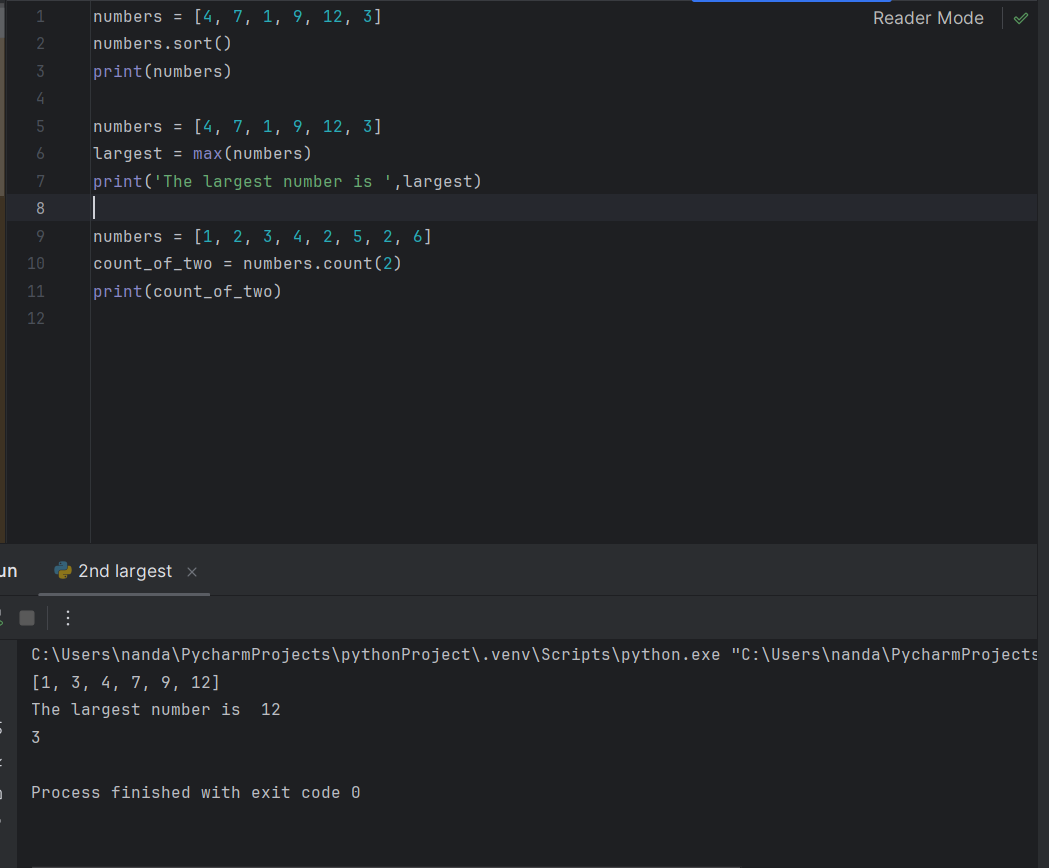 Reader Mode
1 numbers = [4, 7, 1, 9, 12, 3]
2 numbers.sort()
3 print(numbers)
4
5 numbers = [4, 7, 1, 9, 12, 3]
6 largest = max(numbers)
7 print('The largest number is ',largest)
8
9 numbers = [1, 2, 3, 4, 2, 5, 2, 6]
10 count_of_two = numbers.count(2)
11 print(count_of_two)
12
un 2nd largest
C:\Users\nanda\PycharmProjects\pythonProject\.venv\Scripts\python.exe "C:\Users\nanda\PycharmProjects
[1, 3, 4, 7, 9, 12]
The largest number is  12
3
Process finished with exit code 0